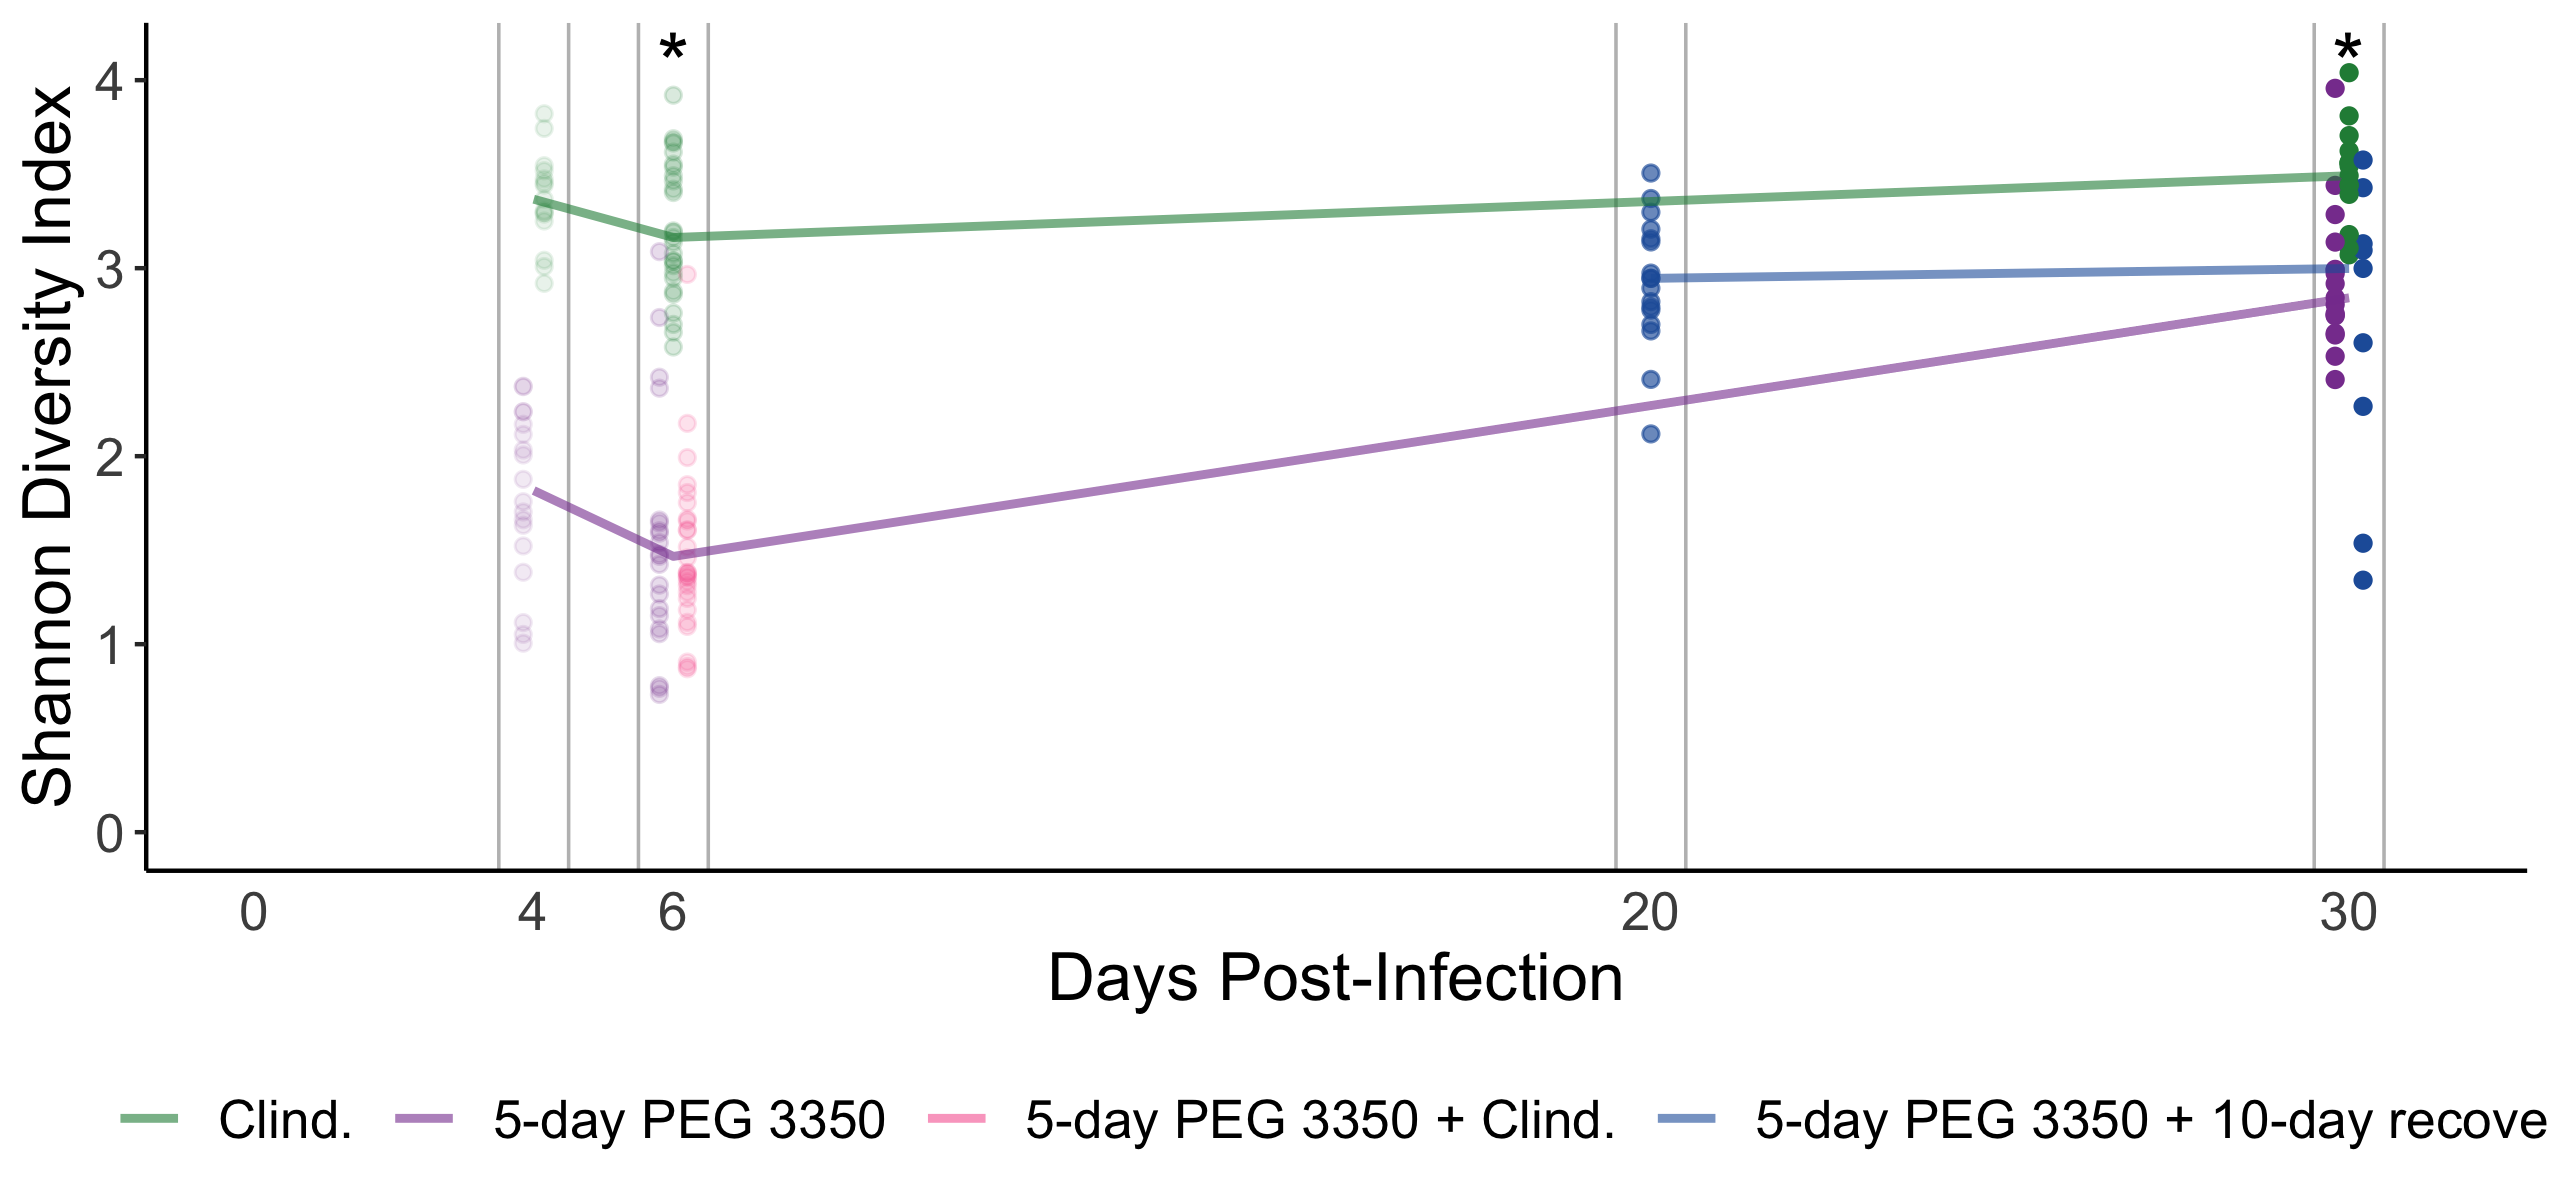 * *
4
3
2
1
0
Shannon Diversity Index
0 4 6 20 30
Days Post-Infection
Clind. 5-day PEG 3350 5-day PEG 3350 + Clind. 5-day PEG 3350 + 10-day recove